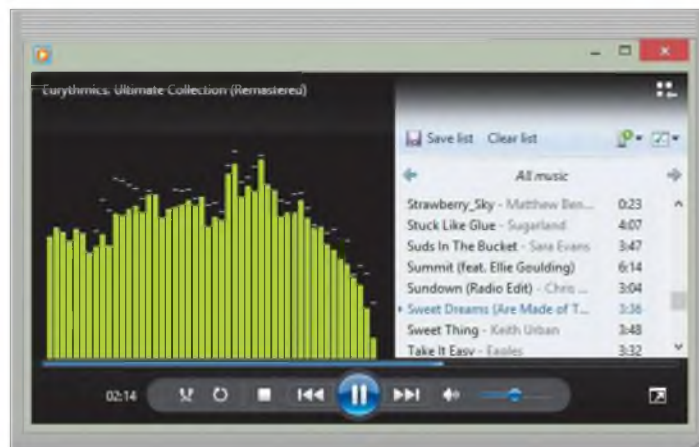 Eurythmics. Ultimate Collection (Remastered)
Save list Clear list
All music
Strawberry_Sky - Matthew Ben... 0:23
Stuck Like Glue - Sugarland 4:07
Suds In The Bucket - Sara Evans 3:47
Summit (feat. Ellie Goulding) 6:14
Sundown (Radio Edit) - Chris ... 3:04
Sweet Dreams (Are Made of T... 3:36
Sweet Thing - Keith Urban 3:48
Take It Easy - Eagles 3:32
02:14